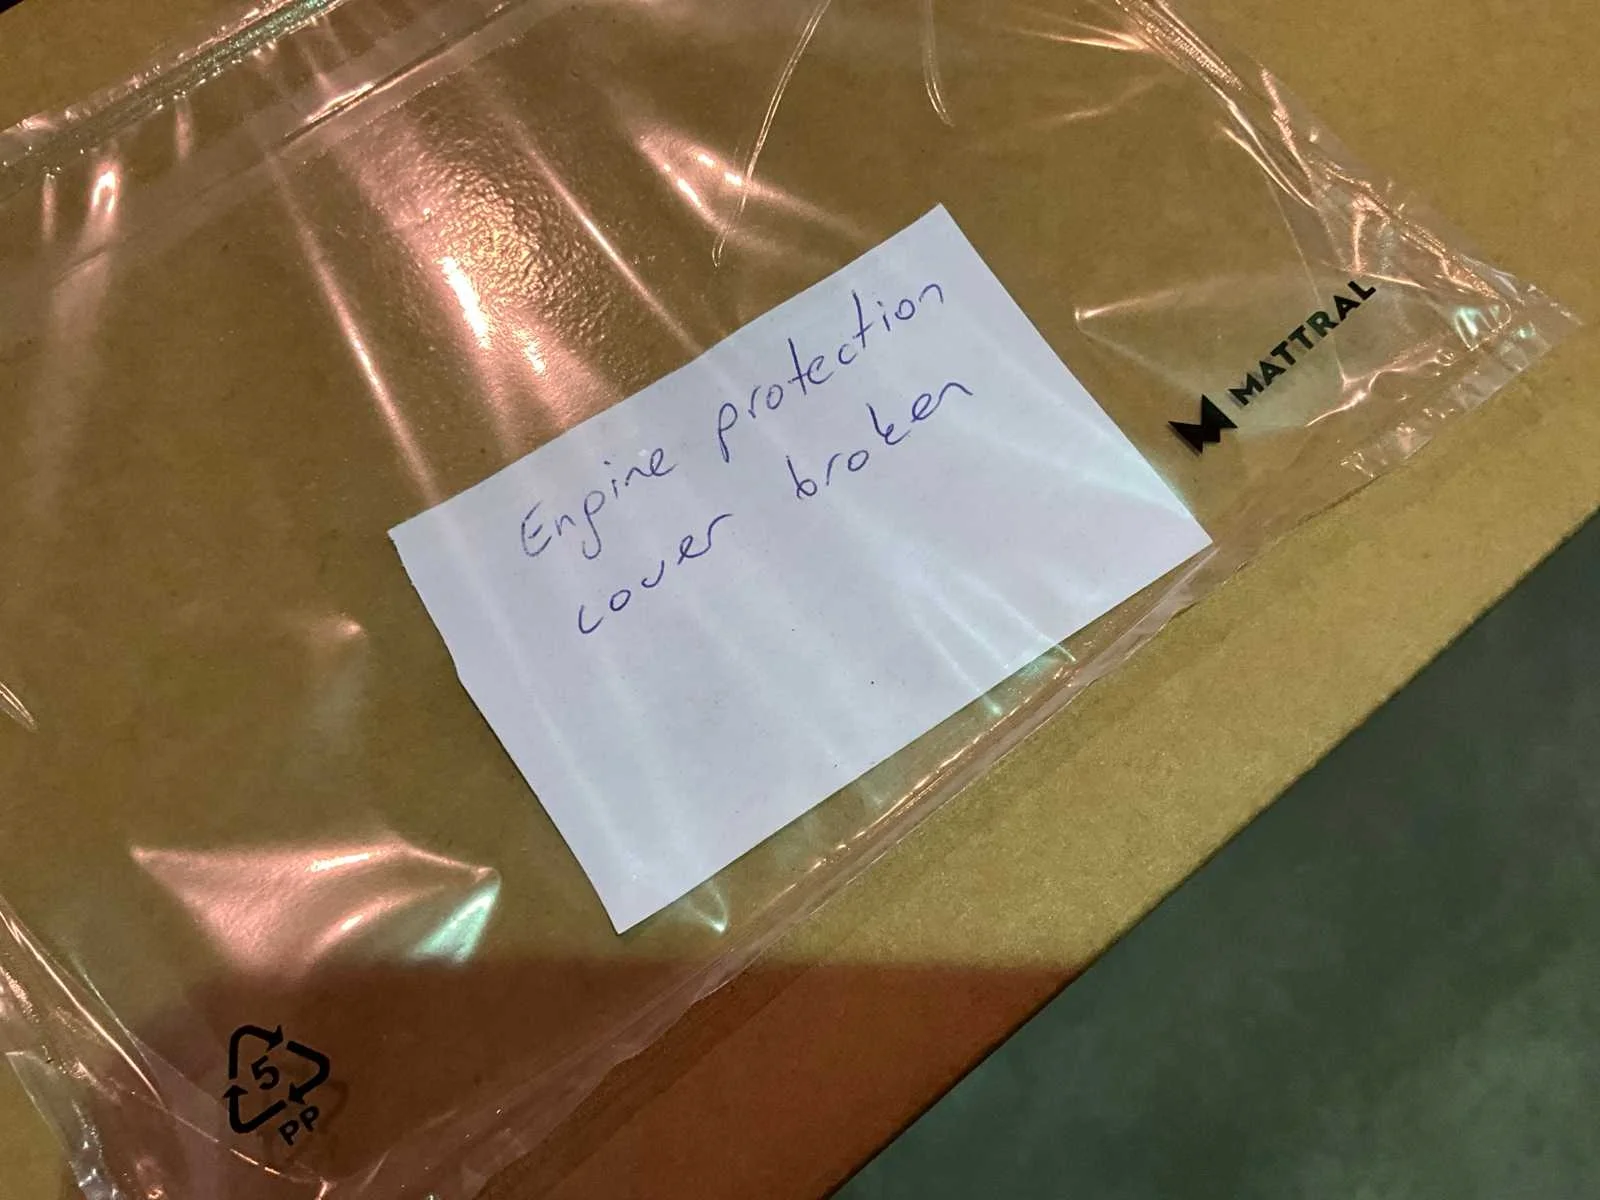 Engine protection
cover broken
MATTRAL
5
PP